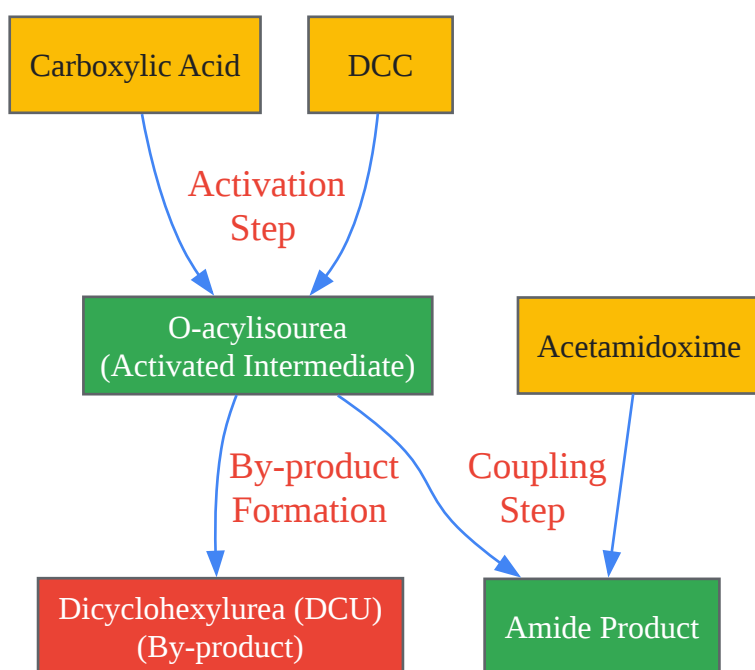 Carboxylic Acid
DCC
Activation
Step
O-acylisourea
(Activated Intermediate)
Acetamidoxime
By-product
Formation
Coupling
Step
Dicyclohexylurea (DCU)
(By-product)
Amide Product